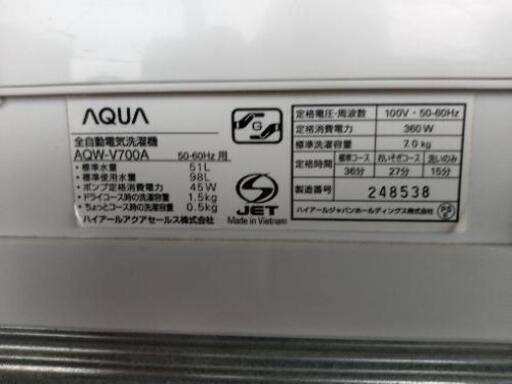 AQUA
全自動電気洗濯機
AQW-V700A 50-60Hz 用
・標準水量 51L
・標準使用水量 98L
・ポンプ定格消費電力 45W
・ドライコース時の洗濯容量 1.5kg
・ちょっとコース時の洗濯容量 0.5kg
ハイアールアクアセールス株式会社
G
JET
Made in Vietnam
定格電圧・周波数 100V・50-60Hz
定格消費電力 360W
標準洗濯容量 7.0kg
定格時間 標準コース おいそぎコース 洗いのみ
36分 27分 15分
製造番号 248538
ハイアールジャパンホールディングス株式会社
PS
E